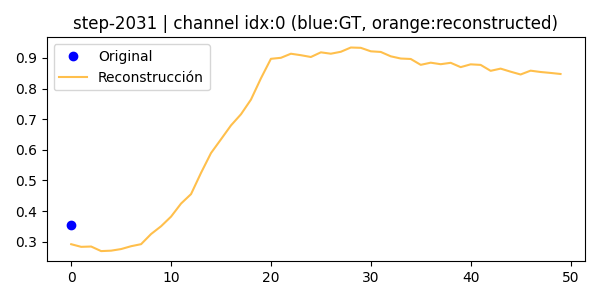 step-2031 | channel idx:0 (blue:GT, orange:reconstructed)
Original
Reconstrucción
0.9
0.8
0.7
0.6
0.5
0.4
0.3
0 10 20 30 40 50